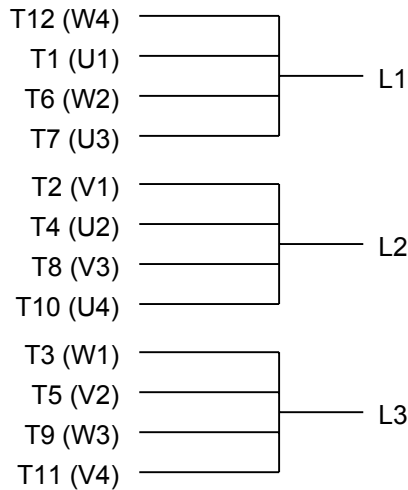 T12 (W4)
T1 (U1)
T6 (W2)
T7 (U3)
L1
T2 (V1)
T4 (U2)
T8 (V3)
T10 (U4)
L2
T3 (W1)
T5 (V2)
T9 (W3)
T11 (V4)
L3